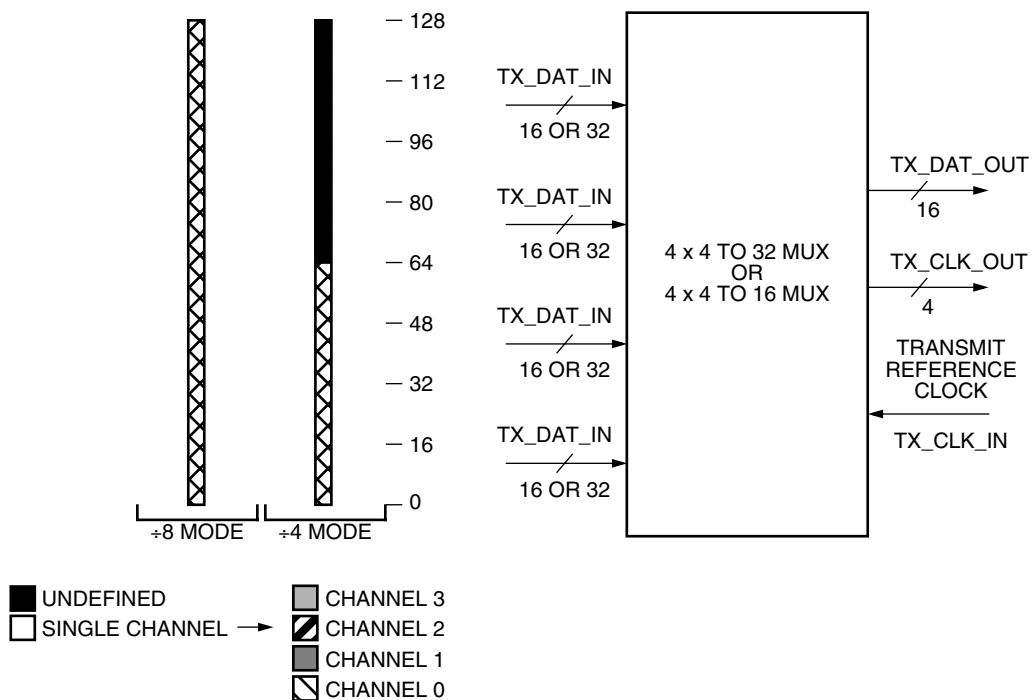 128
112
96
80
64
48
32
16
0
÷8 MODE
÷4 MODE
TX_DAT_IN
16 OR 32
TX_DAT_IN
16 OR 32
TX_DAT_IN
16 OR 32
TX_DAT_IN
16 OR 32
4 x 4 TO 32 MUX
OR
4 x 4 TO 16 MUX
TX_DAT_OUT
16
TX_CLK_OUT
4
TRANSMIT
REFERENCE
CLOCK
TX_CLK_IN
UNDEFINED
SINGLE CHANNEL
CHANNEL 3
CHANNEL 2
CHANNEL 1
CHANNEL 0